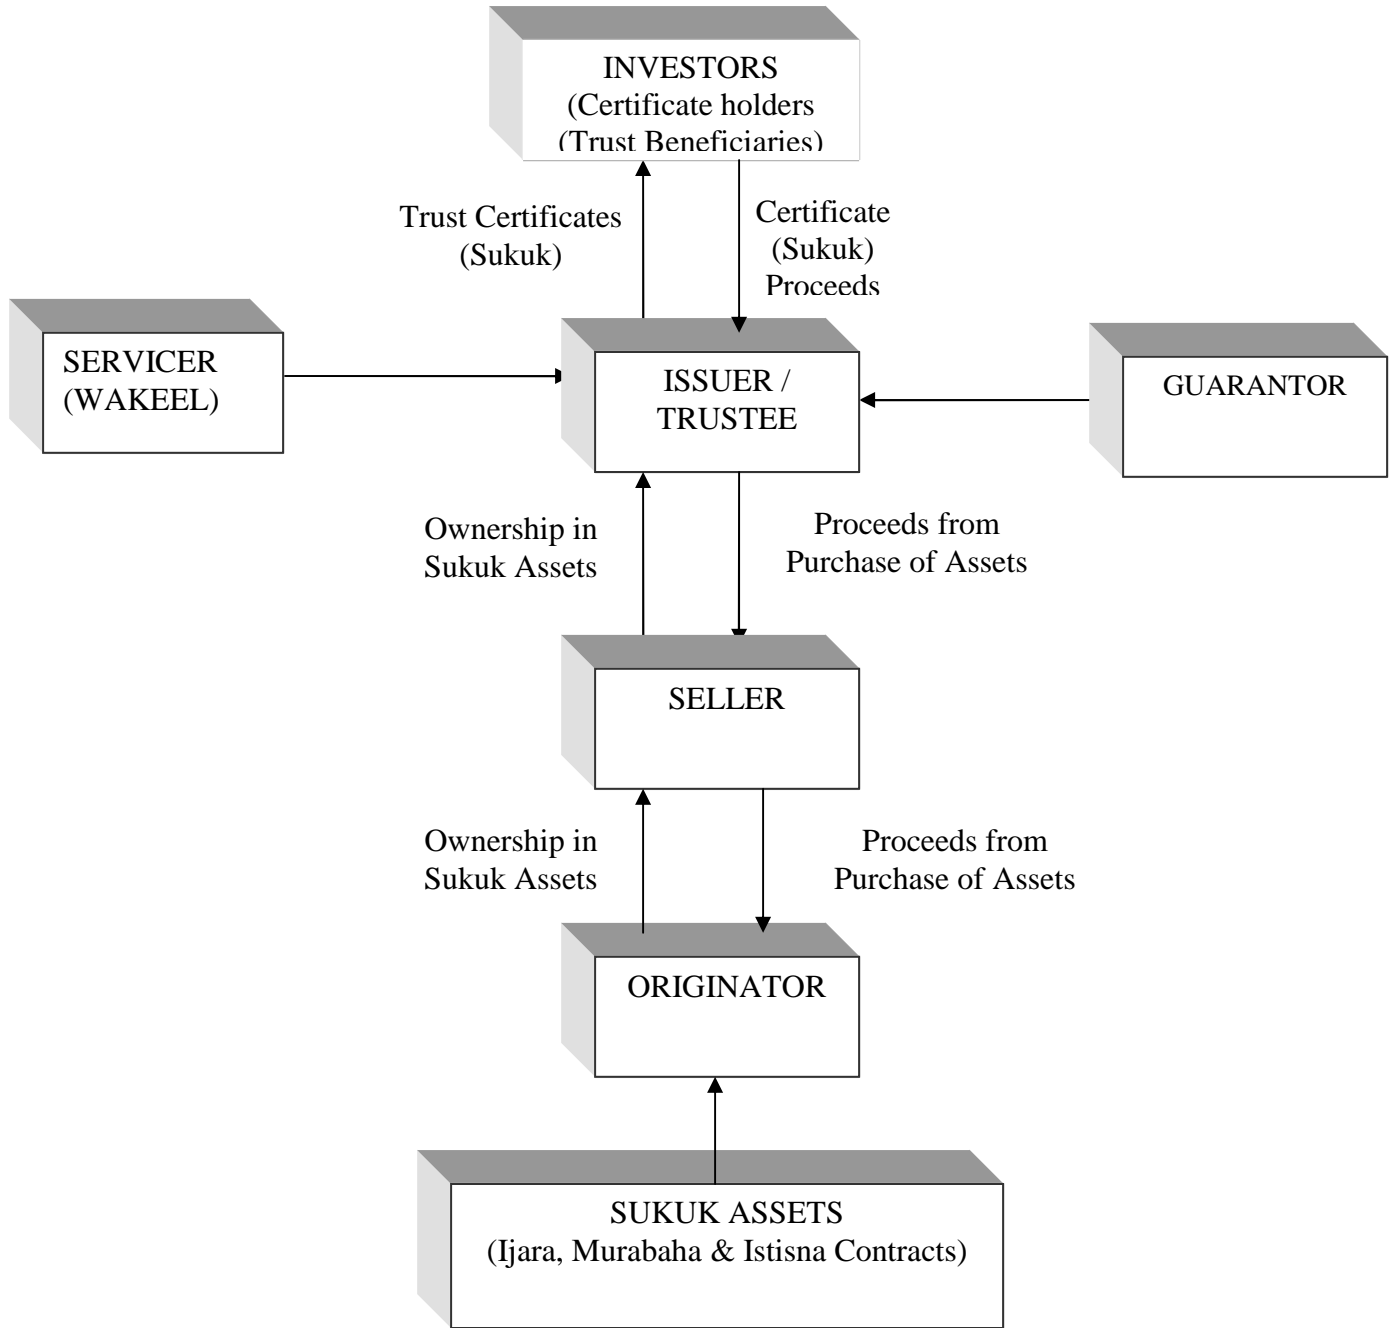 INVESTORS
(Certificate holders
(Trust Beneficiaries)
Trust Certificates
(Sukuk)
Certificate
(Sukuk)
Proceeds
SERVICER
(WAKEEL)
ISSUER /
TRUSTEE
GUARANTOR
Ownership in
Sukuk Assets
Proceeds from
Purchase of Assets
SELLER
Ownership in
Sukuk Assets
Proceeds from
Purchase of Assets
ORIGINATOR
SUKUK ASSETS
(Ijara, Murabaha & Istisna Contracts)